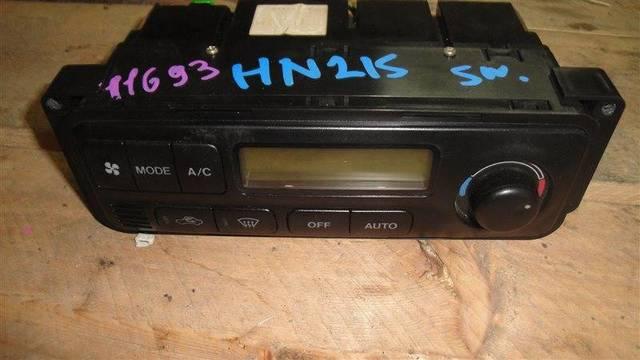 11693 HN21S SW.
MODE A/C
OFF AUTO